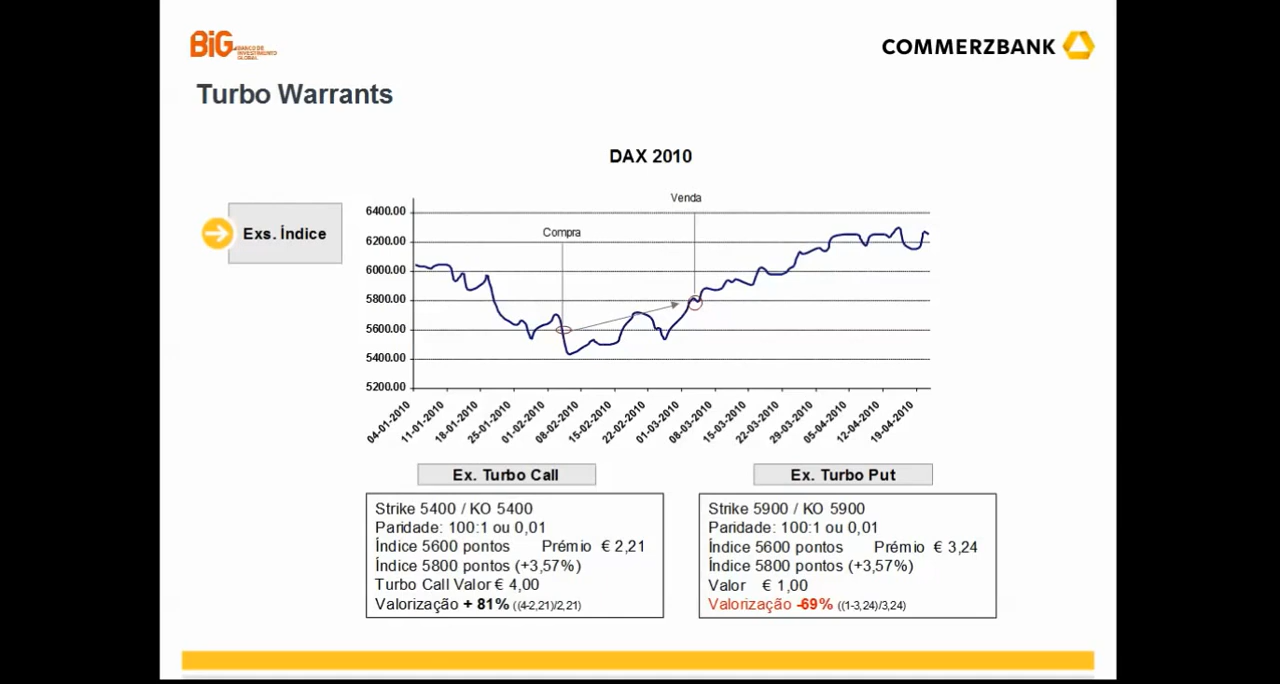 BiG BANCO DE
INVESTIMENTO
GLOBAL
COMMERZBANK
Turbo Warrants
DAX 2010
Exs. Índice
Venda
Compra
6400.00
6200.00
6000.00
5800.00
5600.00
5400.00
5200.00
04-01-2010
11-01-2010
18-01-2010
25-01-2010
01-02-2010
08-02-2010
15-02-2010
22-02-2010
01-03-2010
08-03-2010
15-03-2010
22-03-2010
29-03-2010
05-04-2010
12-04-2010
19-04-2010
Ex. Turbo Call
Strike 5400 / KO 5400
Paridade: 100:1 ou 0,01
Índice 5600 pontos Prémio € 2,21
Índice 5800 pontos (+3,57%)
Turbo Call Valor € 4,00
Valorização + 81% ((4-2,21)/2,21)
Ex. Turbo Put
Strike 5900 / KO 5900
Paridade: 100:1 ou 0,01
Índice 5600 pontos Prémio € 3,24
Índice 5800 pontos (+3,57%)
Valor € 1,00
Valorização -69% ((1-3,24)/3,24)